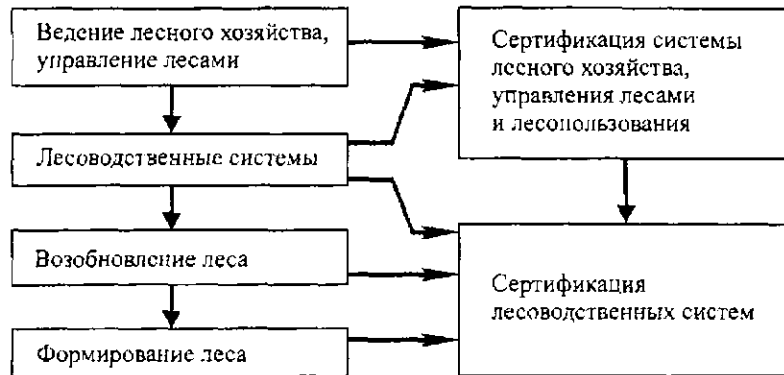 Ведение лесного хозяйства,
управление лесами
Лесоводственные системы
Возобновление леса
Формирование леса
Сертификация системы
лесного хозяйства,
управления лесами
и лесопользования
Сертификация
лесоводственных систем